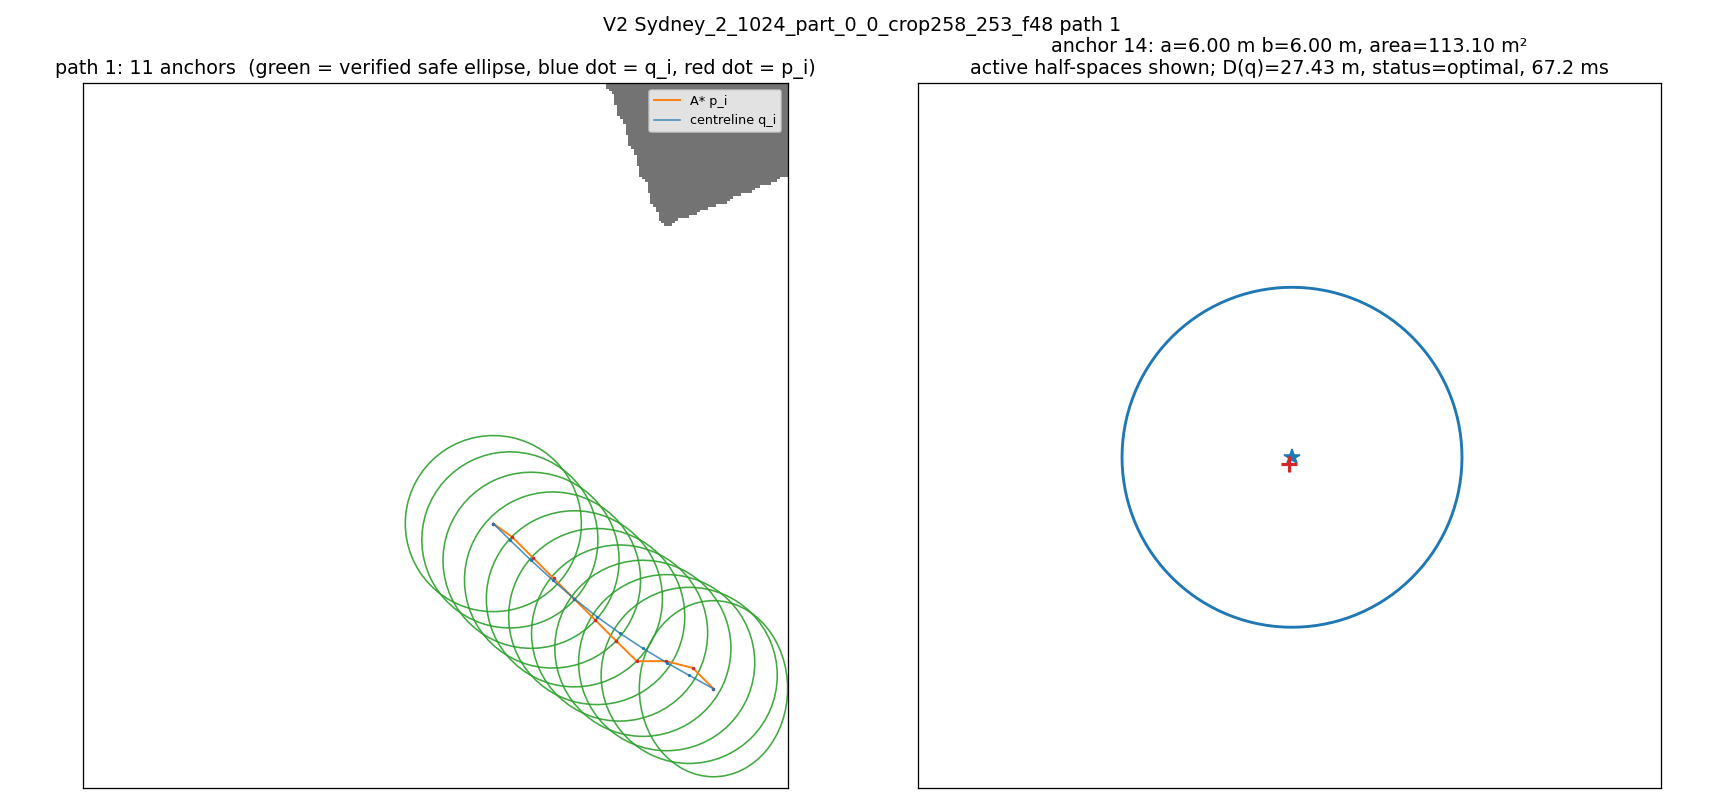 V2 Sydney_2_1024_part_0_0_crop258_253_f48 path 1
path 1: 11 anchors  (green = verified safe ellipse, blue dot = q_i, red dot = p_i)
A* p_i
centreline q_i
anchor 14: a=6.00 m b=6.00 m, area=113.10 m²
active half-spaces shown; D(q)=27.43 m, status=optimal, 67.2 ms